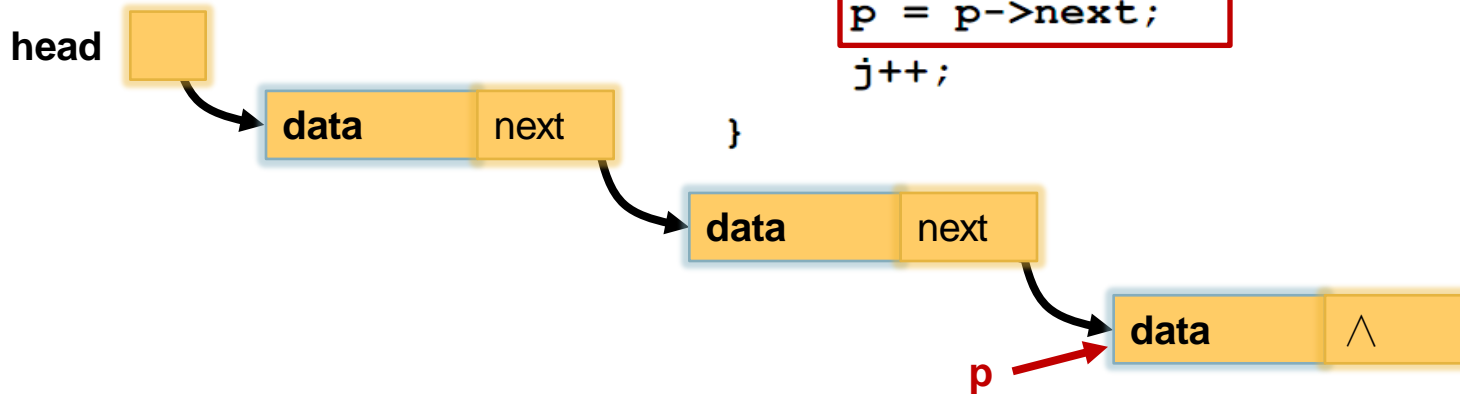 p = p->next;
head
j++;
data next
}
data next
data ∧
p